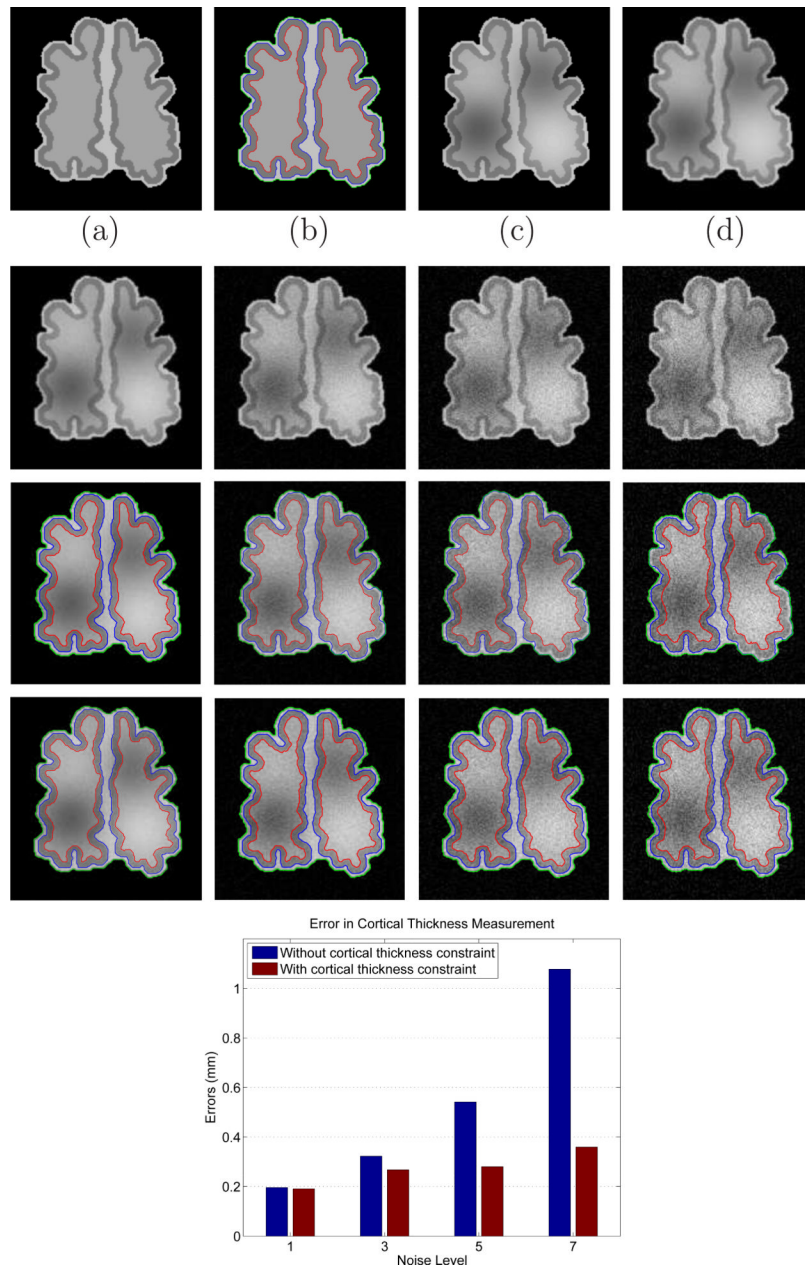 (a) (b) (c) (d)
Error in Cortical Thickness Measurement
Without cortical thickness constraint
With cortical thickness constraint
1
0.8
0.6
0.4
0.2
0
Errors (mm)
1 3 5 7
Noise Level